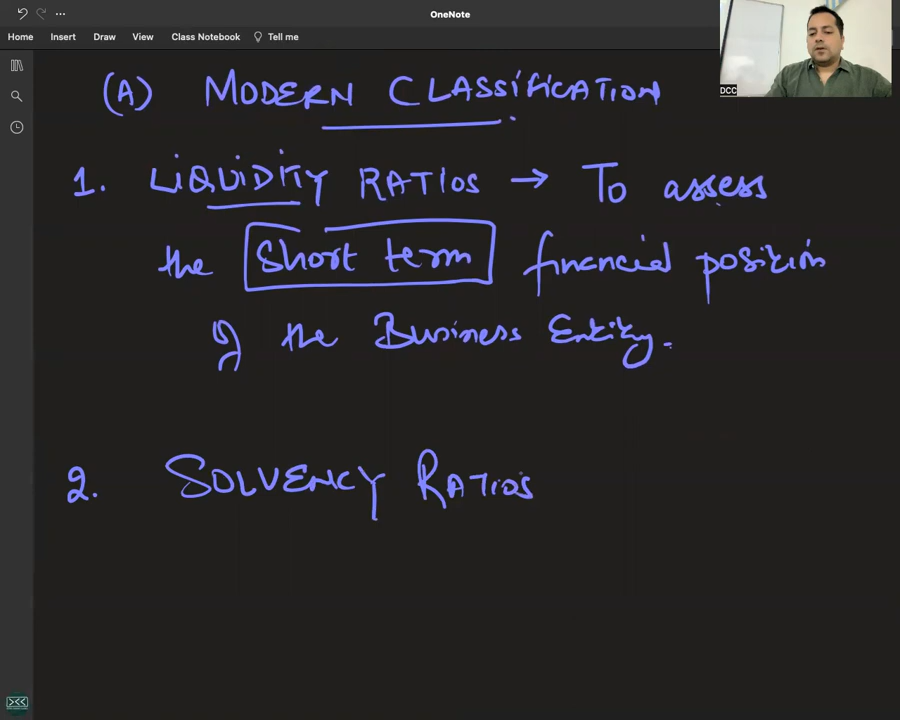 OneNote
Home Insert Draw View Class Notebook Tell me
DCC
(A) MODERN CLASSIFICATION
1. LIQUIDITY RATIOS → To assess
the Short term financial position
of the Business Entity.
2. SOLVENCY RATIOS